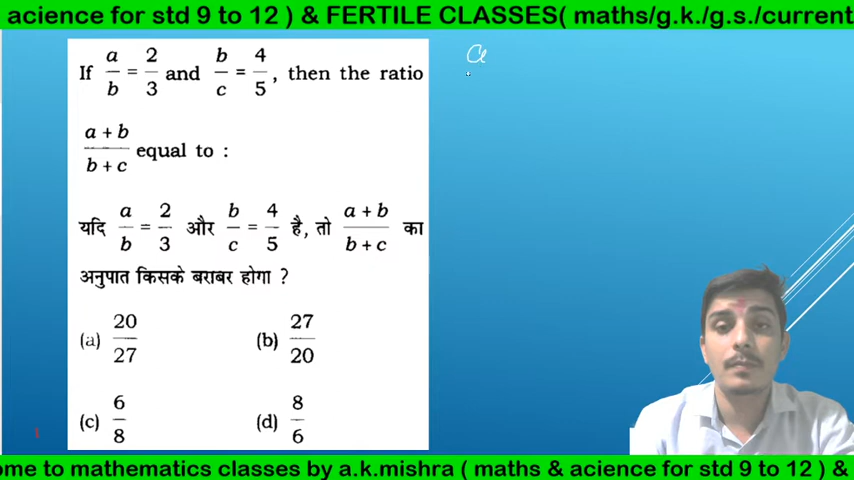 acience for std 9 to 12 ) & FERTILE CLASSES( maths/g.k./g.s./current
If a/b = 2/3 and b/c = 4/5, then the ratio
a + b/b + c equal to :
यदि a/b = 2/3 और b/c = 4/5 है, तो a + b/b + c का
अनुपात किसके बराबर होगा ?
(a) 20/27 (b) 27/20
(c) 6/8 (d) 8/6
a
1
ome to mathematics classes by a.k.mishra ( maths & acience for std 9 to 12 ) &